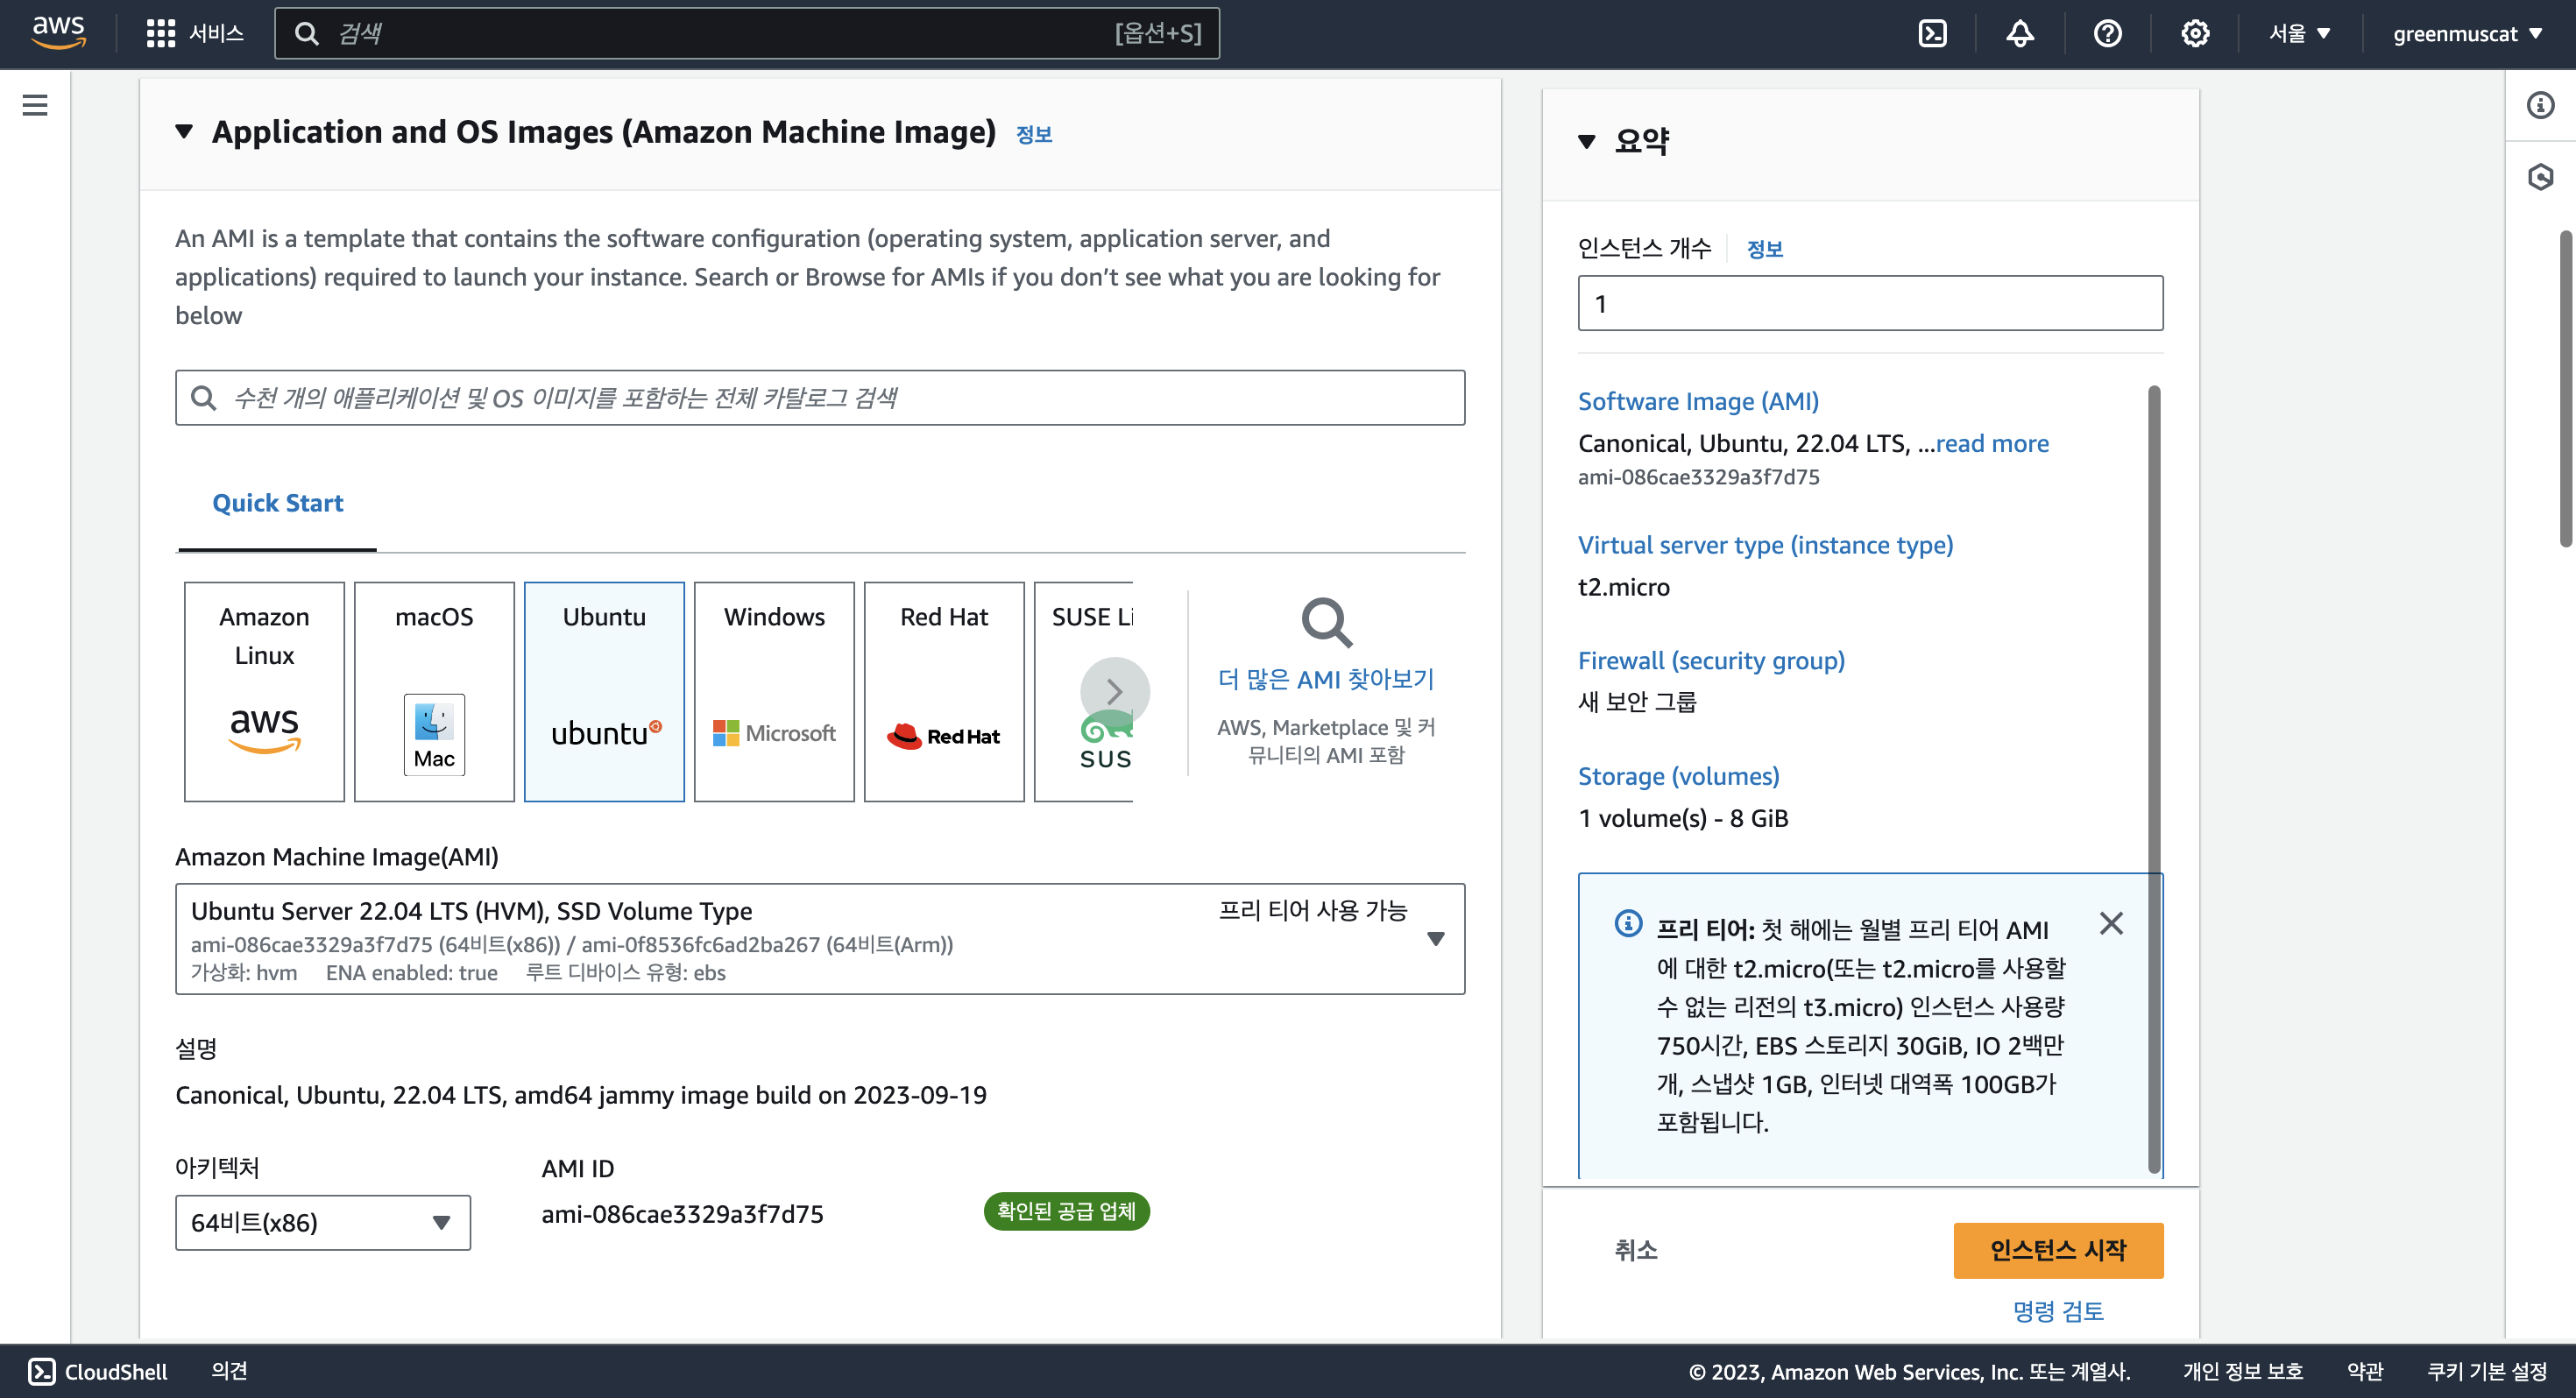 aws
서비스
검색
[옵션+S]
서울
greenmuscat
Application and OS Images (Amazon Machine Image) 정보
An AMI is a template that contains the software configuration (operating system, application server, and
applications) required to launch your instance. Search or Browse for AMIs if you don’t see what you are looking for
below
수천 개의 애플리케이션 및 OS 이미지를 포함하는 전체 카탈로그 검색
Quick Start
Amazon
Linux
aws
macOS
Mac
Ubuntu
ubuntu
Windows
Microsoft
Red Hat
Red Hat
SUSE Li
SUS
더 많은 AMI 찾아보기
AWS, Marketplace 및 커
뮤니티의 AMI 포함
Amazon Machine Image(AMI)
Ubuntu Server 22.04 LTS (HVM), SSD Volume Type
프리 티어 사용 가능
ami-086cae3329a3f7d75 (64비트(x86)) / ami-0f8536fc6ad2ba267 (64비트(Arm))
가상화: hvm ENA enabled: true 루트 디바이스 유형: ebs
설명
Canonical, Ubuntu, 22.04 LTS, amd64 jammy image build on 2023-09-19
아키텍처
64비트(x86)
AMI ID
ami-086cae3329a3f7d75
확인된 공급 업체
요약
인스턴스 개수 정보
1
Software Image (AMI)
Canonical, Ubuntu, 22.04 LTS, ...read more
ami-086cae3329a3f7d75
Virtual server type (instance type)
t2.micro
Firewall (security group)
새 보안 그룹
Storage (volumes)
1 volume(s) - 8 GiB
프리 티어: 첫 해에는 월별 프리 티어 AMI
에 대한 t2.micro(또는 t2.micro를 사용할
수 없는 리전의 t3.micro) 인스턴스 사용량
750시간, EBS 스토리지 30GiB, IO 2백만
개, 스냅샷 1GB, 인터넷 대역폭 100GB가
포함됩니다.
취소
인스턴스 시작
명령 검토
CloudShell
의견
© 2023, Amazon Web Services, Inc. 또는 계열사.
개인 정보 보호
약관
쿠키 기본 설정